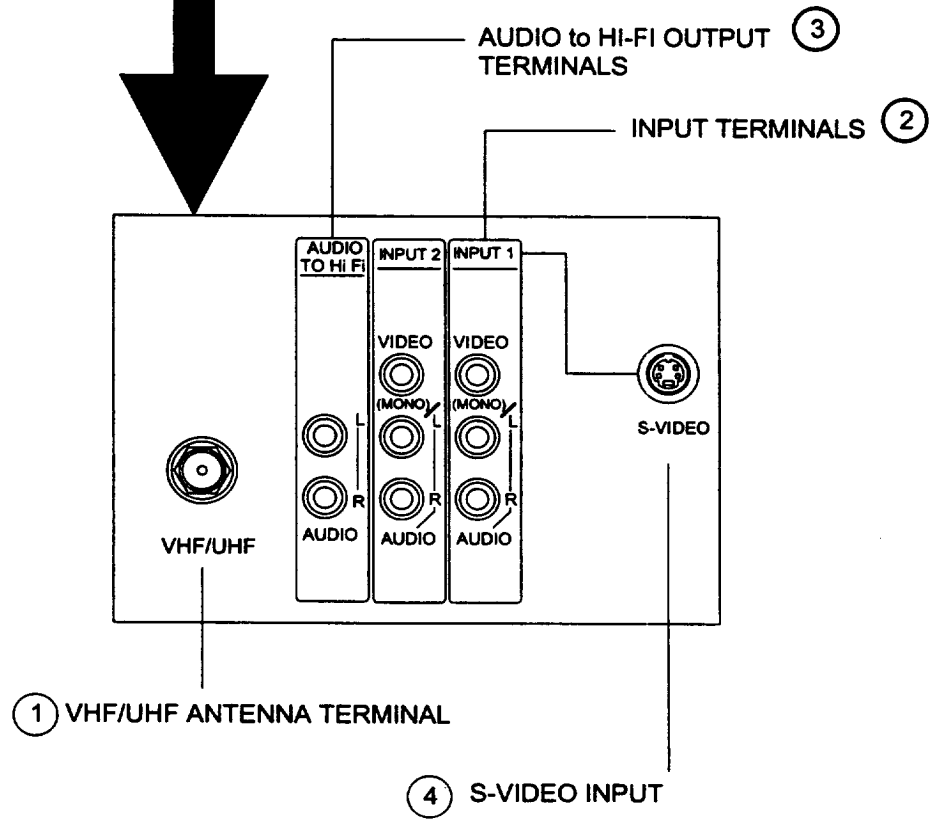 AUDIO to HI-FI OUTPUT 3
TERMINALS
INPUT TERMINALS 2
AUDIO
TO Hi Fi
INPUT 2
INPUT 1
VIDEO
VIDEO
(MONO)
(MONO)
L
L
L
S-VIDEO
R
R
R
AUDIO
AUDIO
AUDIO
VHF/UHF
1 VHF/UHF ANTENNA TERMINAL
4 S-VIDEO INPUT